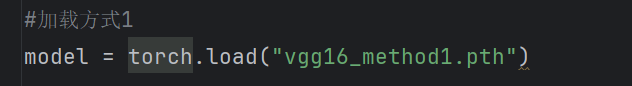 #加载方式1
model = torch.load("vgg16_method1.pth")